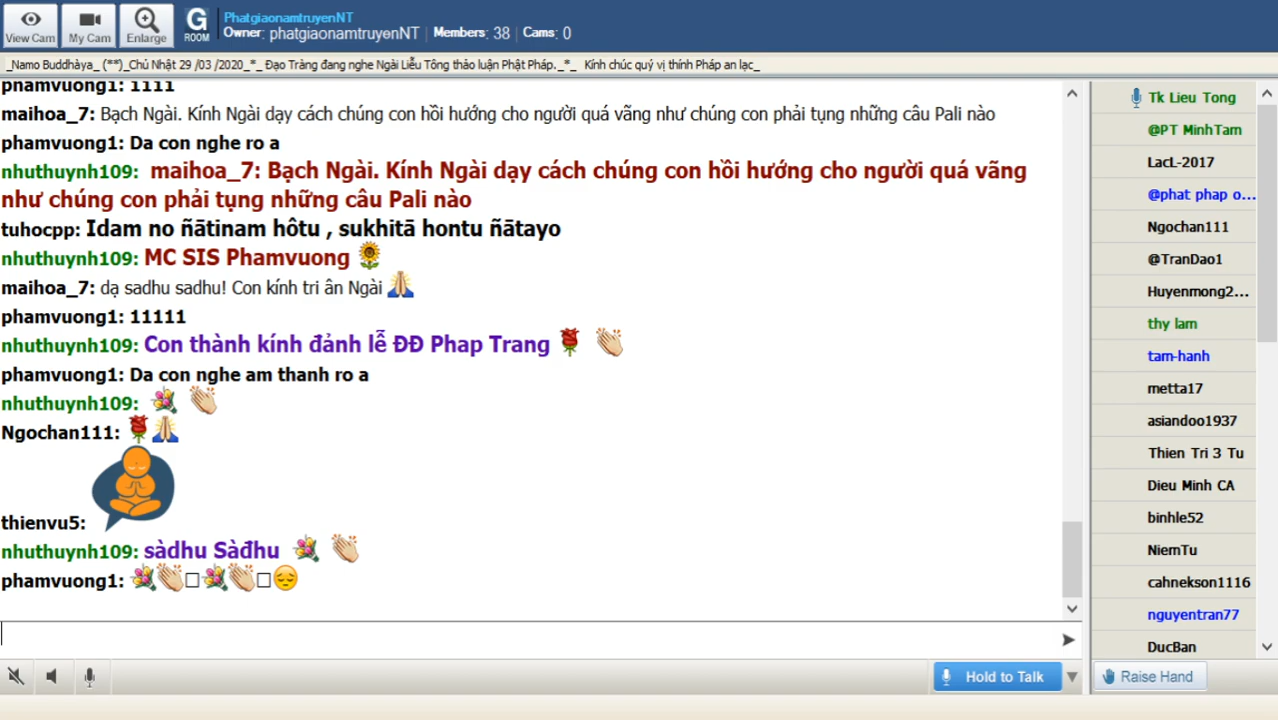 PhatgiaonamtruyenNT
Owner: phatgiaonamtruyenNT | Members: 38 | Cams: 0
View Cam
My Cam
Enlarge
G
ROOM
_Namo Buddhàya_ (**)_Chủ Nhật 29 /03 /2020_*_ Đạo Tràng đang nghe Ngài Liễu Tông thảo luận Phật Pháp._*_ Kính chúc quý vị thính Pháp an lạc_
phamvuong1: 1111
maihoa_7: Bạch Ngài. Kính Ngài dạy cách chúng con hồi hướng cho người quá vãng như chúng con phải tụng những câu Pali nào
phamvuong1: Da con nghe ro a
nhuthuynh109: maihoa_7: Bạch Ngài. Kính Ngài dạy cách chúng con hồi hướng cho người quá vãng
như chúng con phải tụng những câu Pali nào
tuhocpp: Idam no ñātinam hôtu , sukhitā hontu ñātayo
nhuthuynh109: MC SIS Phamvuong 🌻
maihoa_7: dạ sadhu sadhu! Con kính tri ân Ngài 🙏
phamvuong1: 11111
nhuthuynh109: Con thành kính đảnh lễ ĐĐ Phap Trang 🌹 👏
phamvuong1: Da con nghe am thanh ro a
nhuthuynh109: 💐 👏
Ngochan111: 🌹🙏
thienvu5:
nhuthuynh109: sàdhu Sàđhu 💐 👏
phamvuong1: 💐👏□💐👏□😔
Hold to Talk
Tk Lieu Tong
@PT MinhTam
LacL-2017
@phat phap o...
Ngochan111
@TranDao1
Huyenmong2...
thy lam
tam-hanh
metta17
asiandoo1937
Thien Tri 3 Tu
Dieu Minh CA
binhle52
NiemTu
cahnekson1116
nguyentran77
DucBan
Raise Hand